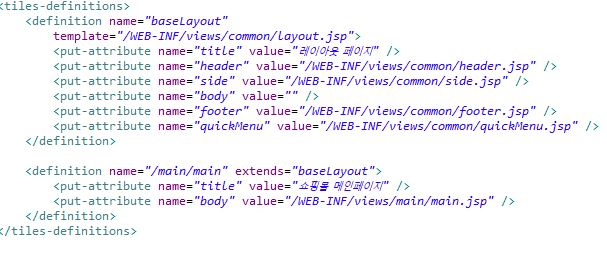 <tiles-definitions>
<definition name="baseLayout"
template="/WEB-INF/views/common/layout.jsp">
<put-attribute name="title" value="레이아웃 페이지" />
<put-attribute name="header" value="/WEB-INF/views/common/header.jsp" />
<put-attribute name="side" value="/WEB-INF/views/common/side.jsp" />
<put-attribute name="body" value="" />
<put-attribute name="footer" value="/WEB-INF/views/common/footer.jsp" />
<put-attribute name="quickMenu" value="/WEB-INF/views/common/quickMenu.jsp" />
</definition>
<definition name="/main/main" extends="baseLayout">
<put-attribute name="title" value="쇼핑몰 메인페이지" />
<put-attribute name="body" value="/WEB-INF/views/main/main.jsp" />
</definition>
</tiles-definitions>